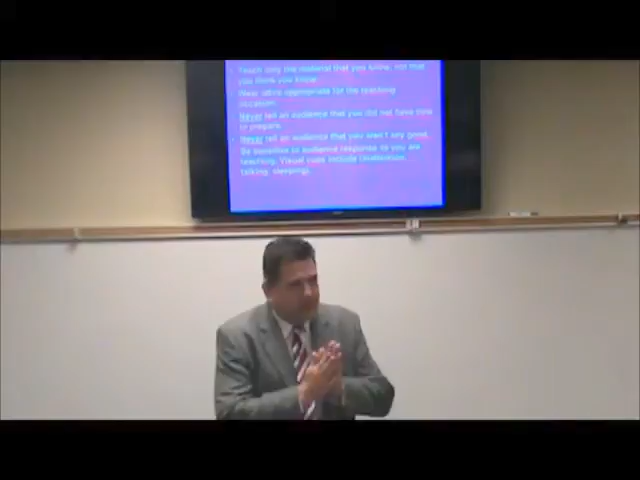 Teach only the material that you know, not that
you think you know.
Wear attire appropriate for the teaching
occasion.
Never tell an audience that you did not have time
to prepare.
Never tell an audience that you aren't any good.
Be sensitive to audience response to you are
teaching. Visual cues include
talking, sleeping).